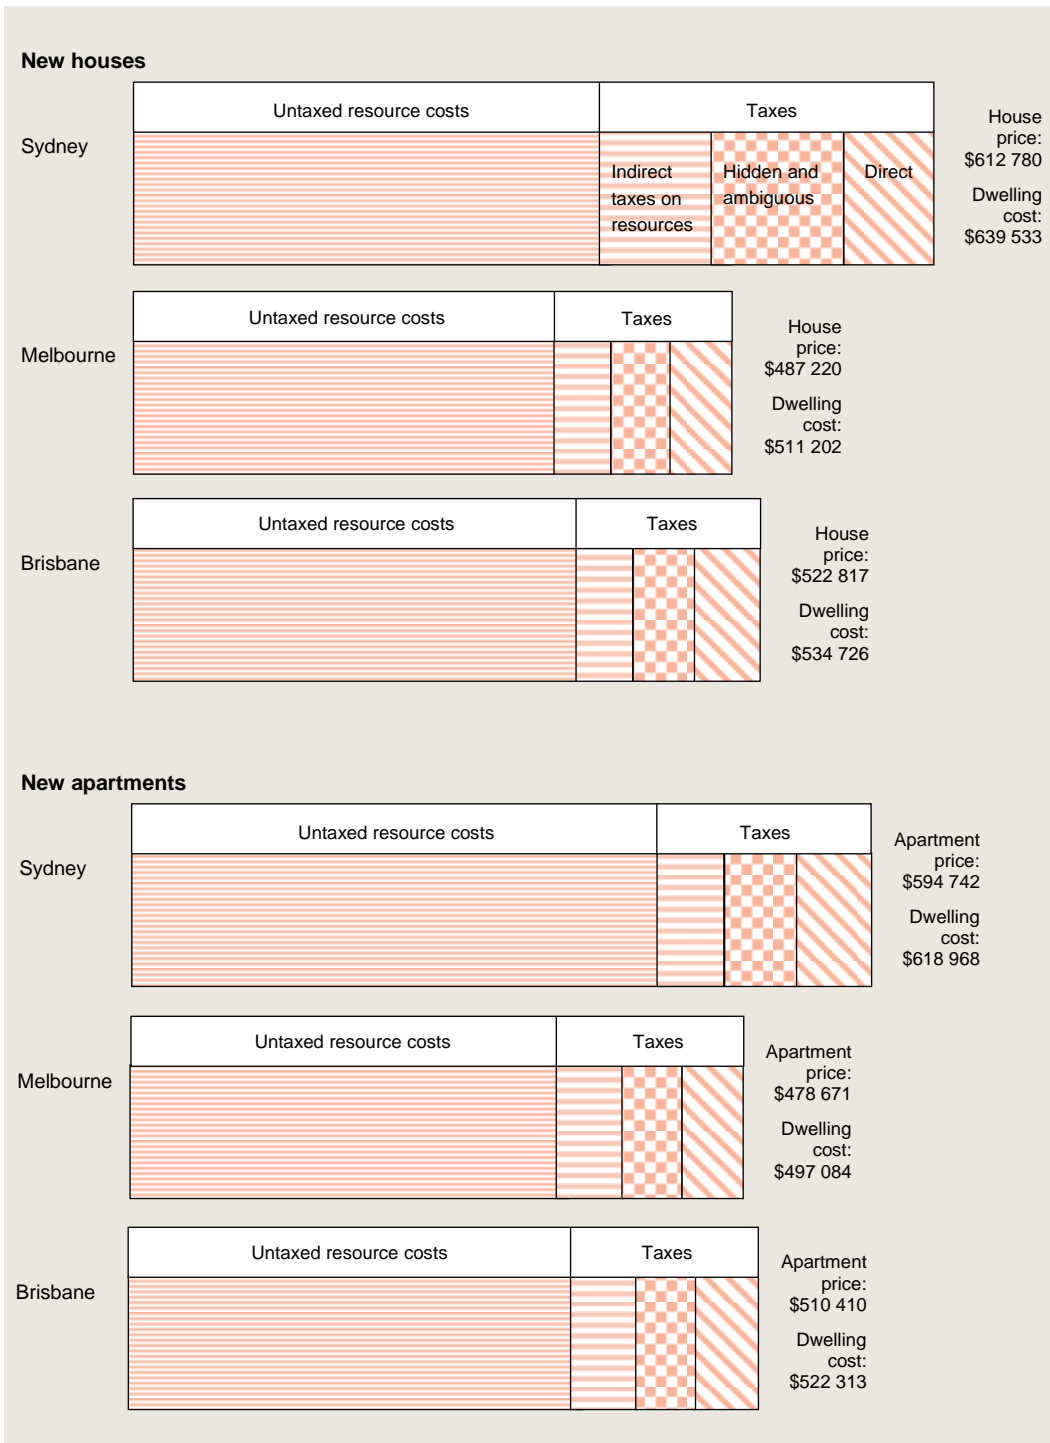 New houses
Untaxed resource costs
Taxes
Sydney
Indirect
taxes on
resources
Hidden and
ambiguous
Direct
House
price:
$612 780
Dwelling
cost:
$639 533
Untaxed resource costs
Taxes
Melbourne
House
price:
$487 220
Dwelling
cost:
$511 202
Untaxed resource costs
Taxes
Brisbane
House
price:
$522 817
Dwelling
cost:
$534 726
New apartments
Untaxed resource costs
Taxes
Sydney
Apartment
price:
$594 742
Dwelling
cost:
$618 968
Untaxed resource costs
Taxes
Melbourne
Apartment
price:
$478 671
Dwelling
cost:
$497 084
Untaxed resource costs
Taxes
Brisbane
Apartment
price:
$510 410
Dwelling
cost:
$522 313